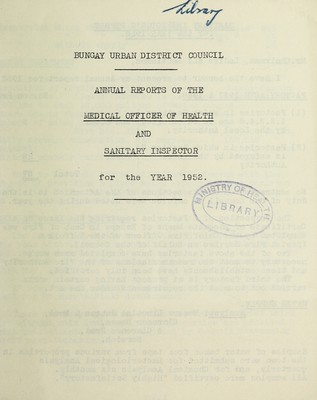 Library
BUNGAY URBAN DISTRICT COUNCIL
ANNUAL REPORTS OF THE
MEDICAL OFFICER OF HEALTH
AND
SANITARY INSPECTOR
for the YEAR 1952.
MINISTRY OF HEALTH
LIBRARY